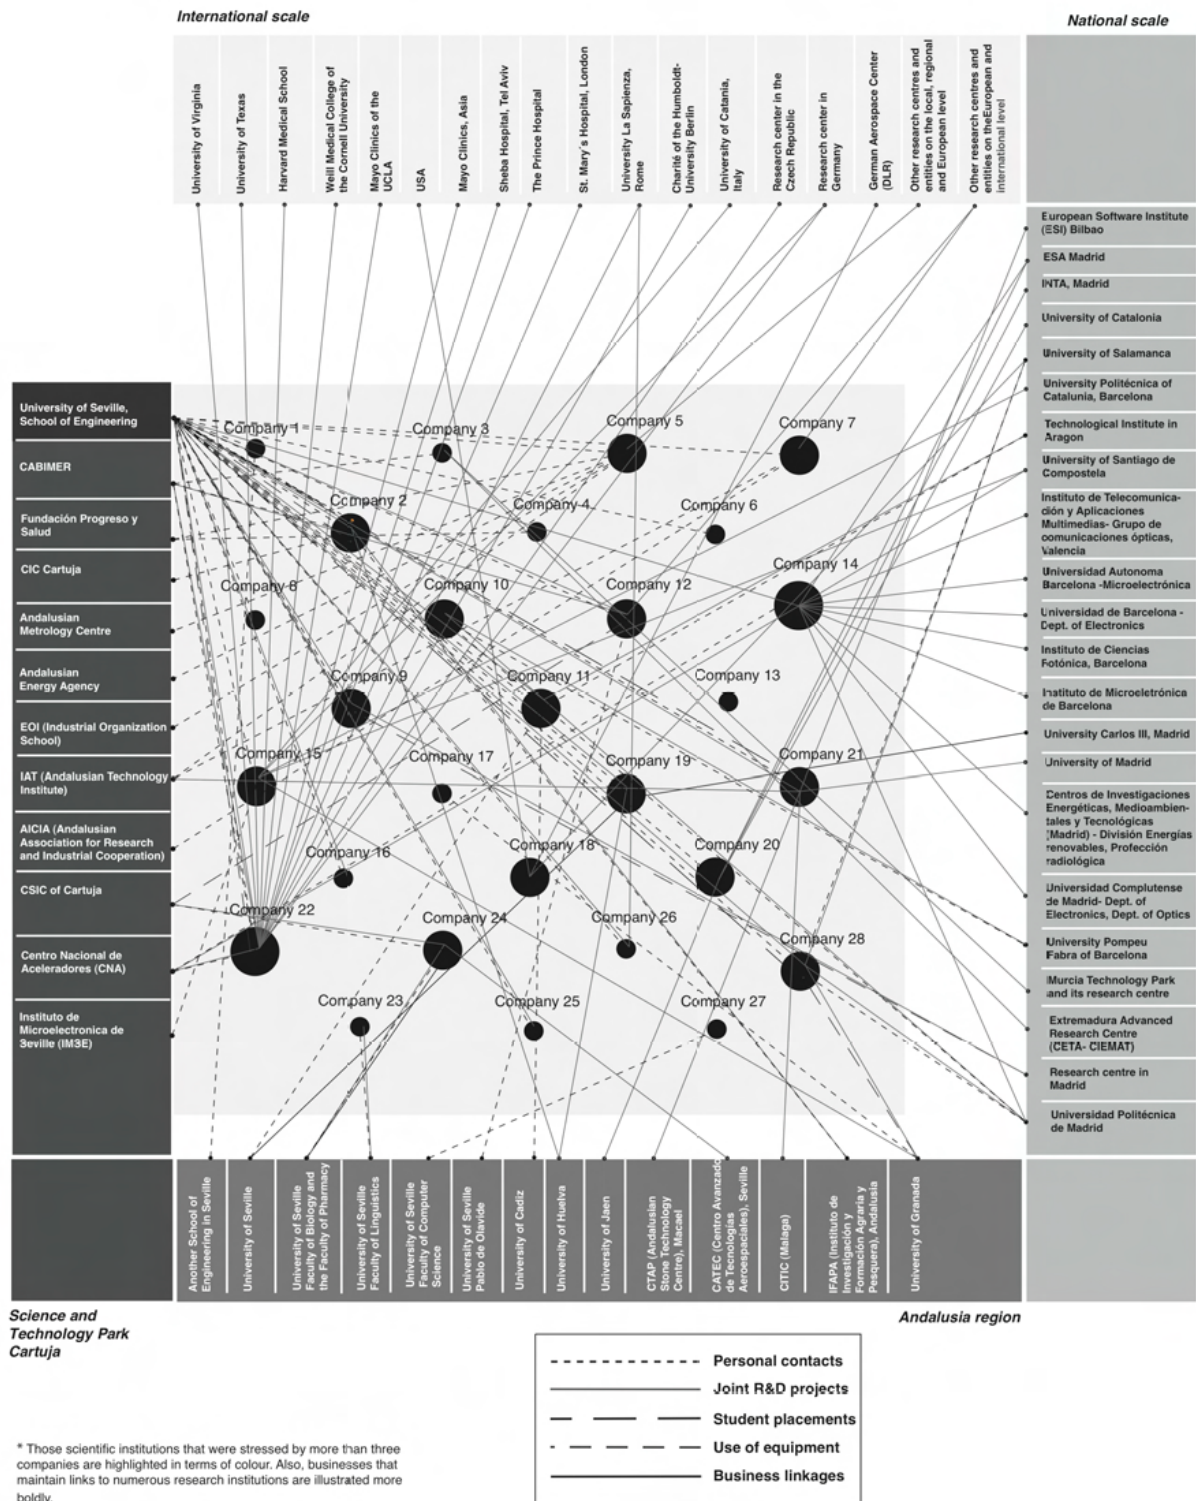 International scale
National scale
University of Virginia
University of Texas
Harvard Medical School
Weill Medical College of
the Cornell University
Mayo Clinics of the
UCLA
USA
Mayo Clinics, Asia
Sheba Hospital, Tel Aviv
The Prince Hospital
St. Mary´s Hospital, London
University La Sapienza,
Rome
Charité of the Humboldt-
University Berlin
University of Catania,
Italy
Research center in the
Czech Republic
Research center in
Germany
German Aerospace Center
(DLR)
Other research centres and
entities on the local, regional
and European level
Other research centres and
entities on theEuropean and
international level
European Software Institute
(ESI) Bilbao
ESA Madrid
INTA, Madrid
University of Catalonia
University of Salamanca
University Politécnica of
Catalunia, Barcelona
Technological Institute in
Aragon
University of Santiago de
Compostela
Instituto de Telecomunica-
ción y Aplicaciones
Multimedias- Grupo de
comunicaciones ópticas,
Valencia
Universidad Autonoma
Barcelona -Microelectrónica
Universidad de Barcelona -
Dept. of Electronics
Instituto de Ciencias
Fotónica, Barcelona
Instituto de Microeletrónica
de Barcelona
University Carlos III, Madrid
University of Madrid
Centros de Investigaciones
Energéticas, Medioambien-
tales y Tecnológicas
(Madrid) - División Energías
renovables, Profección
radiológica
Universidad Complutense
de Madrid- Dept. of
Electronics, Dept. of Optics
University Pompeu
Fabra of Barcelona
Murcia Technology Park
and its research centre
Extremadura Advanced
Research Centre
(CETA- CIEMAT)
Research centre in
Madrid
Universidad Politécnica
de Madrid
University of Seville,
School of Engineering
CABIMER
Fundación Progreso y
Salud
CIC Cartuja
Andalusian
Metrology Centre
Andalusian
Energy Agency
EOI (Industrial Organization
School)
IAT (Andalusian Technology
Institute)
AICIA (Andalusian
Association for Research
and Industrial Cooperation)
CSIC of Cartuja
Centro Nacional de
Aceleradores (CNA)
Instituto de
Microelectronica de
Seville (IMSE)
Company 1
Company 3
Company 5
Company 7
Company 2
Company 4
Company 6
Company 14
Company 8
Company 10
Company 12
Company 9
Company 11
Company 13
Company 15
Company 17
Company 19
Company 21
Company 16
Company 18
Company 20
Company 22
Company 24
Company 26
Company 28
Company 23
Company 25
Company 27
Another School of
Engineering in Seville
University of Seville
University of Seville
Faculty of Biology and
the Faculty of Pharmacy
University of Seville
Faculty of Linguistics
University of Seville
Faculty of Computer
Science
University of Seville
Pablo de Olavide
University of Cadiz
University of Huelva
University of Jaen
CTAP (Andalusian
Stone Technology
Centre), Macael
CATEC (Centro Avanzado
de Tecnologías
Aeroespaciales), Seville
CITIC (Malaga)
IFAPA (Instituto de
Investigación y
Formación Agraria y
Pesquera), Andalusia
University of Granada
Science and
Technology Park
Cartuja
Andalusia region
Personal contacts
Joint R&D projects
Student placements
Use of equipment
Business linkages
* Those scientific institutions that were stressed by more than three
companies are highlighted in terms of colour. Also, businesses that
maintain links to numerous research institutions are illustrated more
boldly.